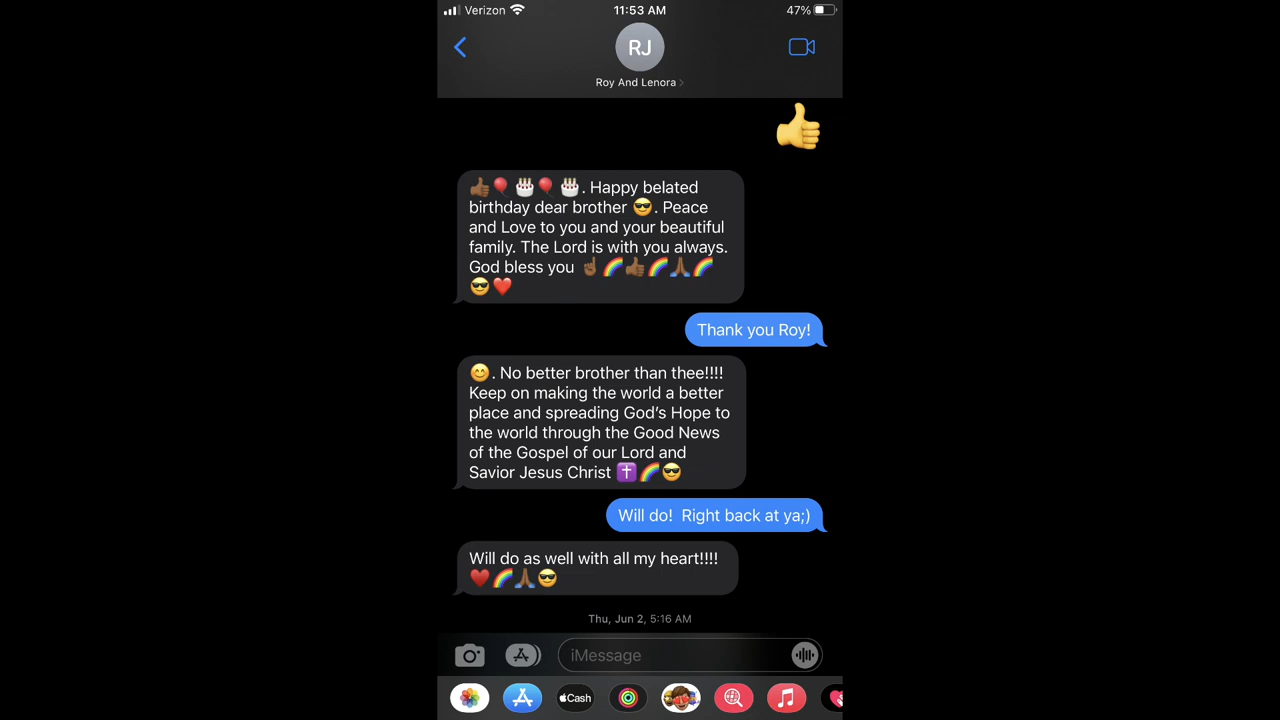 Verizon 11:53 AM 47%
RJ
Roy And Lenora
👍
👍🏾🎈🎂🎈🎂. Happy belated
birthday dear brother 😎. Peace
and Love to you and your beautiful
family. The Lord is with you always.
God bless you ☝🏾🌈👍🏾🌈🙏🏾🌈
😎❤️
Thank you Roy!
😊. No better brother than thee!!!!
Keep on making the world a better
place and spreading God's Hope to
the world through the Good News
of the Gospel of our Lord and
Savior Jesus Christ ✝️🌈😎
Will do!  Right back at ya;)
Will do as well with all my heart!!!!
♥️🌈🙏🏾😎
Thu, Jun 2, 5:16 AM
iMessage
Cash